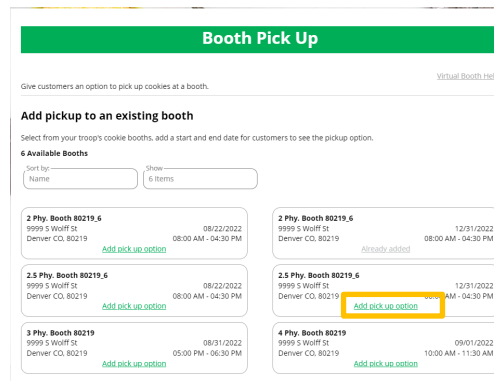 Booth Pick Up
Virtual Booth Hel
Give customers an option to pick up cookies at a booth.
Add pickup to an existing booth
Select from your troop's cookie booths, add a start and end date for customers to see the pickup option.
6 Available Booths
Sort by:
Name
Show
6 Items
2 Phy. Booth 80219_6
9999 S Wolff St 08/22/2022
Denver CO, 80219 08:00 AM - 04:30 PM
Add pick up option
2 Phy. Booth 80219_6
9999 S Wolff St 12/31/2022
Denver CO, 80219 08:00 AM - 04:30 PM
Already added
2.5 Phy. Booth 80219_6
9999 S Wolff St 08/22/2022
Denver CO, 80219 08:00 AM - 04:30 PM
Add pick up option
2.5 Phy. Booth 80219_6
9999 S Wolff St 12/31/2022
Denver CO, 80219 AM - 04:30 PM
Add pick up option
3 Phy. Booth 80219
9999 S Wolff St 08/31/2022
Denver CO, 80219 05:00 PM - 06:30 PM
Add pick up option
4 Phy. Booth 80219
9999 S Wolff St 09/01/2022
Denver CO, 80219 10:00 AM - 11:30 AM
Add pick up option